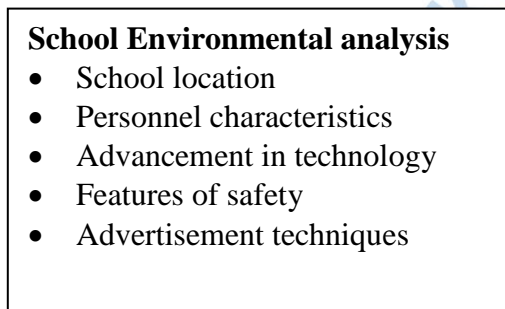 School Environmental analysis
• School location
• Personnel characteristics
• Advancement in technology
• Features of safety
• Advertisement techniques